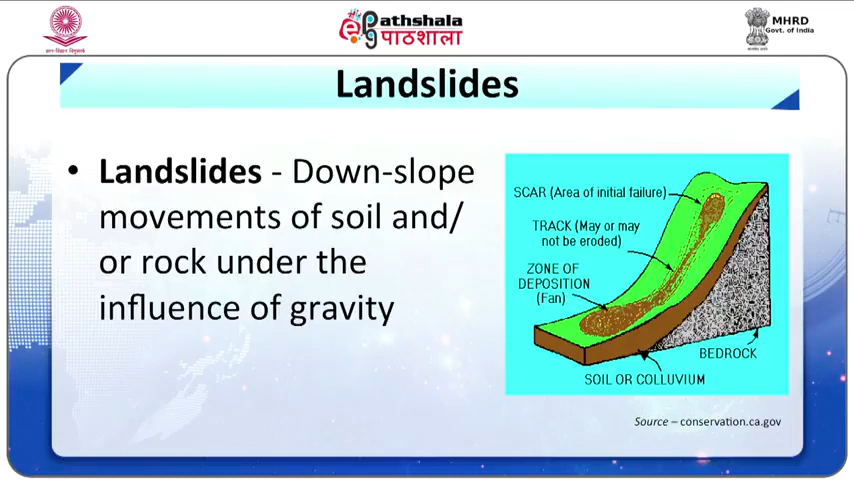 Pathshala
पाठशाला
MHRD
Govt. of India
Landslides
• Landslides - Down-slope
movements of soil and/
or rock under the
influence of gravity
SCAR (Area of initial failure)
TRACK (May or may
not be eroded)
ZONE OF
DEPOSITION
(Fan)
BEDROCK
SOIL OR COLLUVIUM
Source – conservation.ca.gov